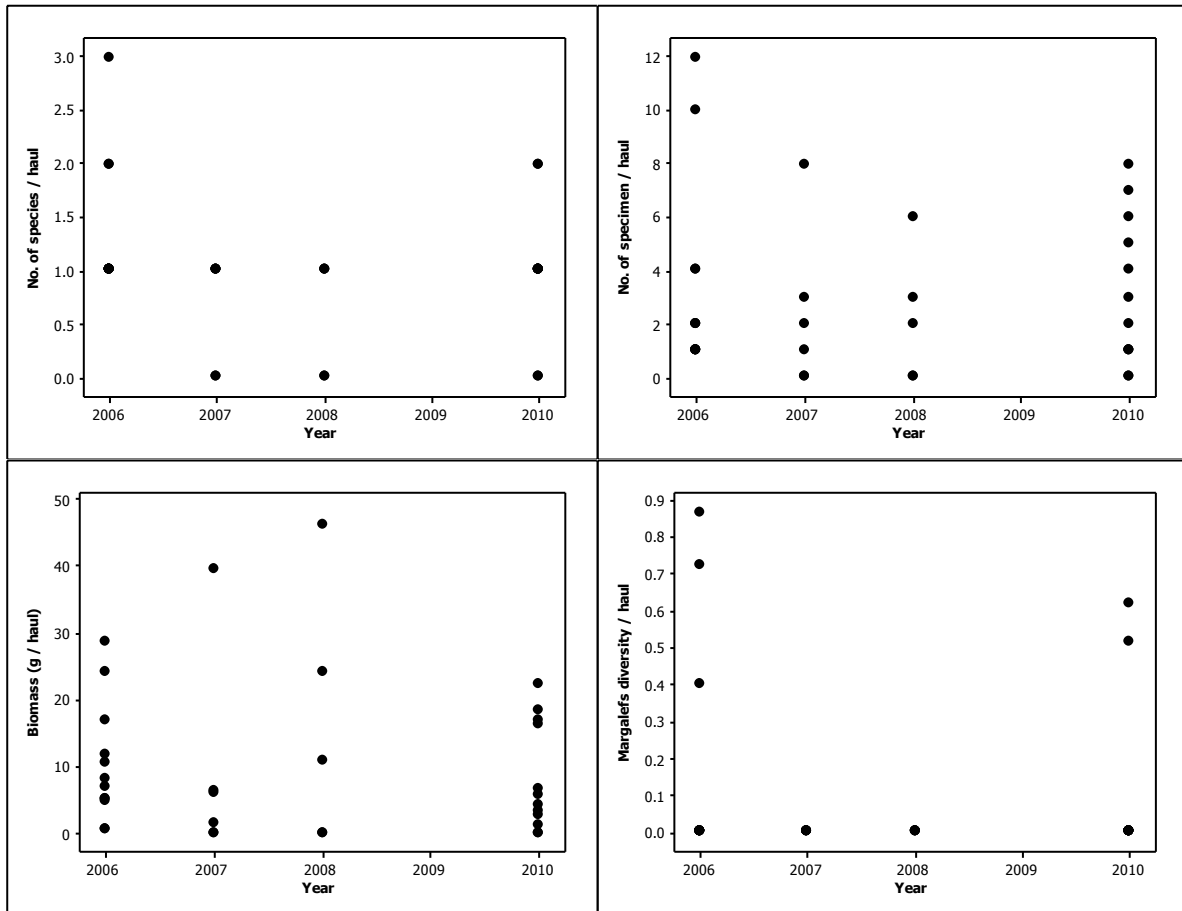 No. of species / haul
3.0
2.5
2.0
1.5
1.0
0.5
0.0
2006 2007 2008 2009 2010
Year
No. of specimen / haul
12
10
8
6
4
2
0
2006 2007 2008 2009 2010
Year
Biomass (g / haul)
50
40
30
20
10
0
2006 2007 2008 2009 2010
Year
Margalefs diversity / haul
0.9
0.8
0.7
0.6
0.5
0.4
0.3
0.2
0.1
0.0
2006 2007 2008 2009 2010
Year